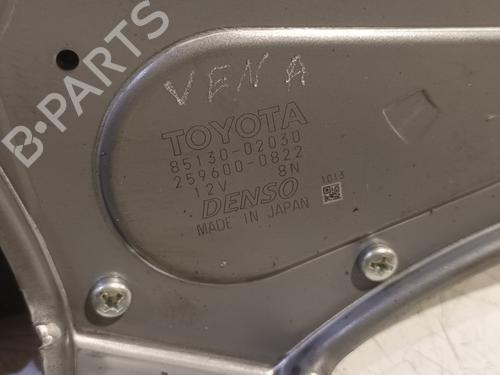 B-PARTS
VENA
TOYOTA
85130-02030
259600-0822
12V 8N
1013
DENSO
MADE IN JAPAN